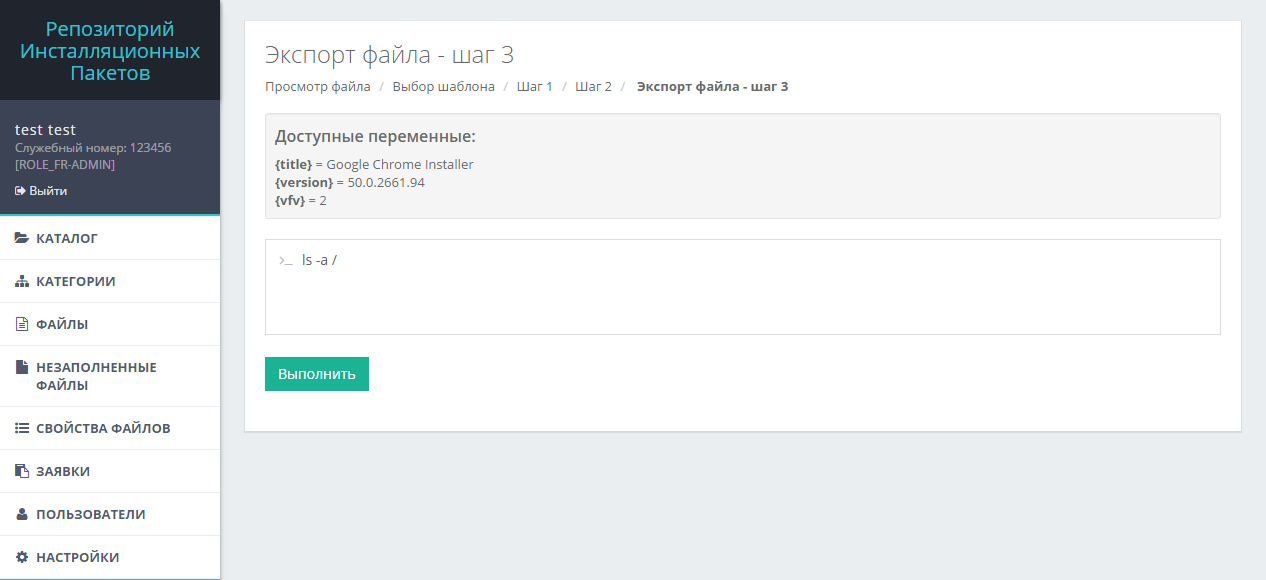 Репозиторий
Инсталляционных
Пакетов
test test
Служебный номер: 123456
[ROLE_FR-ADMIN]
Выйти
КАТАЛОГ
КАТЕГОРИИ
ФАЙЛЫ
НЕЗАПОЛНЕННЫЕ
ФАЙЛЫ
СВОЙСТВА ФАЙЛОВ
ЗАЯВКИ
ПОЛЬЗОВАТЕЛИ
НАСТРОЙКИ
Экспорт файла - шаг 3
Просмотр файла / Выбор шаблона / Шаг 1 / Шаг 2 / Экспорт файла - шаг 3
Доступные переменные:
{title} = Google Chrome Installer
{version} = 50.0.2661.94
{vfv} = 2
>_ ls -a /
Выполнить